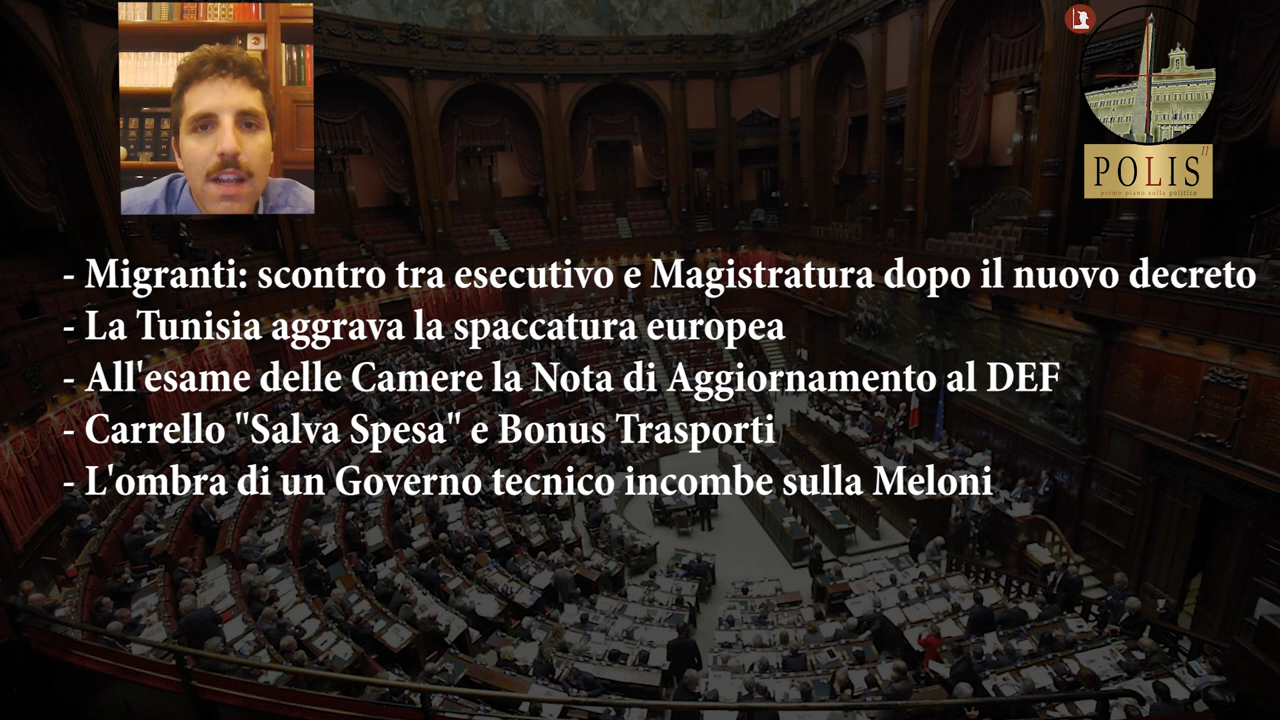 POLIS II
primo piano sulla politica
- Migranti: scontro tra esecutivo e Magistratura dopo il nuovo decreto
- La Tunisia aggrava la spaccatura europea
- All'esame delle Camere la Nota di Aggiornamento al DEF
- Carrello "Salva Spesa" e Bonus Trasporti
- L'ombra di un Governo tecnico incombe sulla Meloni